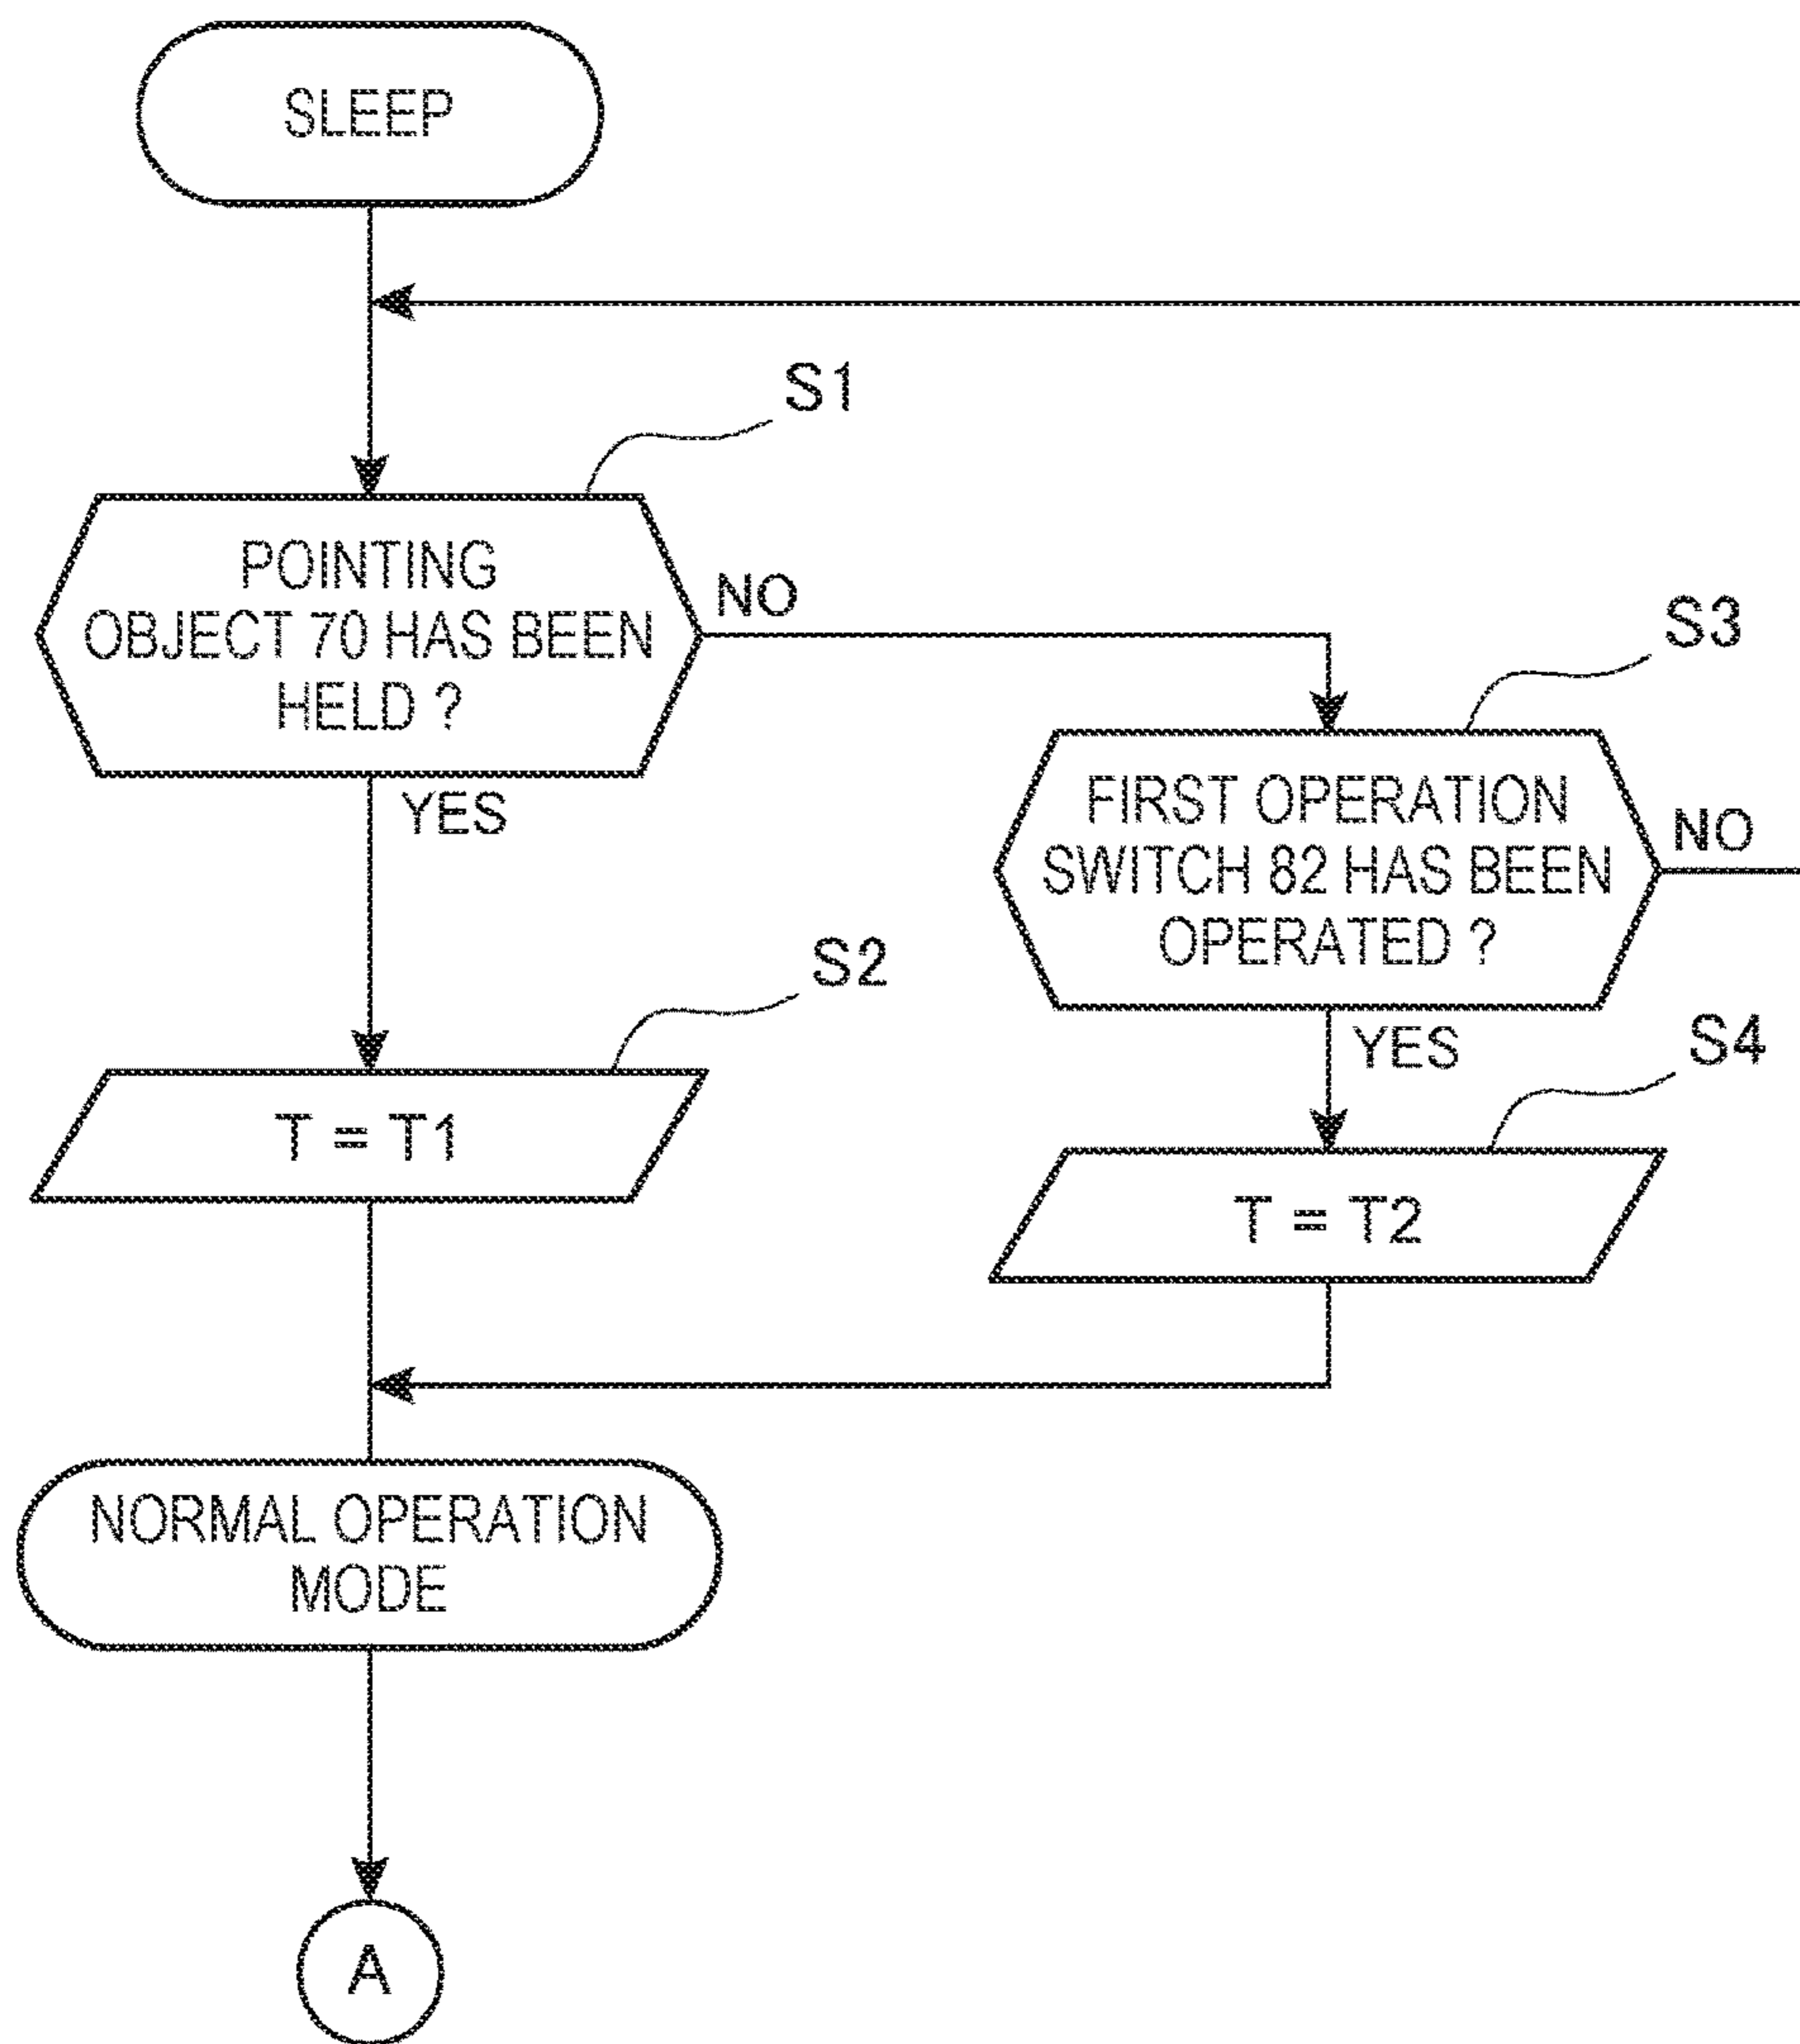 SLEEP
S1
POINTING
OBJECT 70 HAS BEEN
HELD ?
NO
YES
S3
FIRST OPERATION
SWITCH 82 HAS BEEN
OPERATED ?
NO
YES
S2
T = T1
S4
T = T2
NORMAL OPERATION
MODE
A